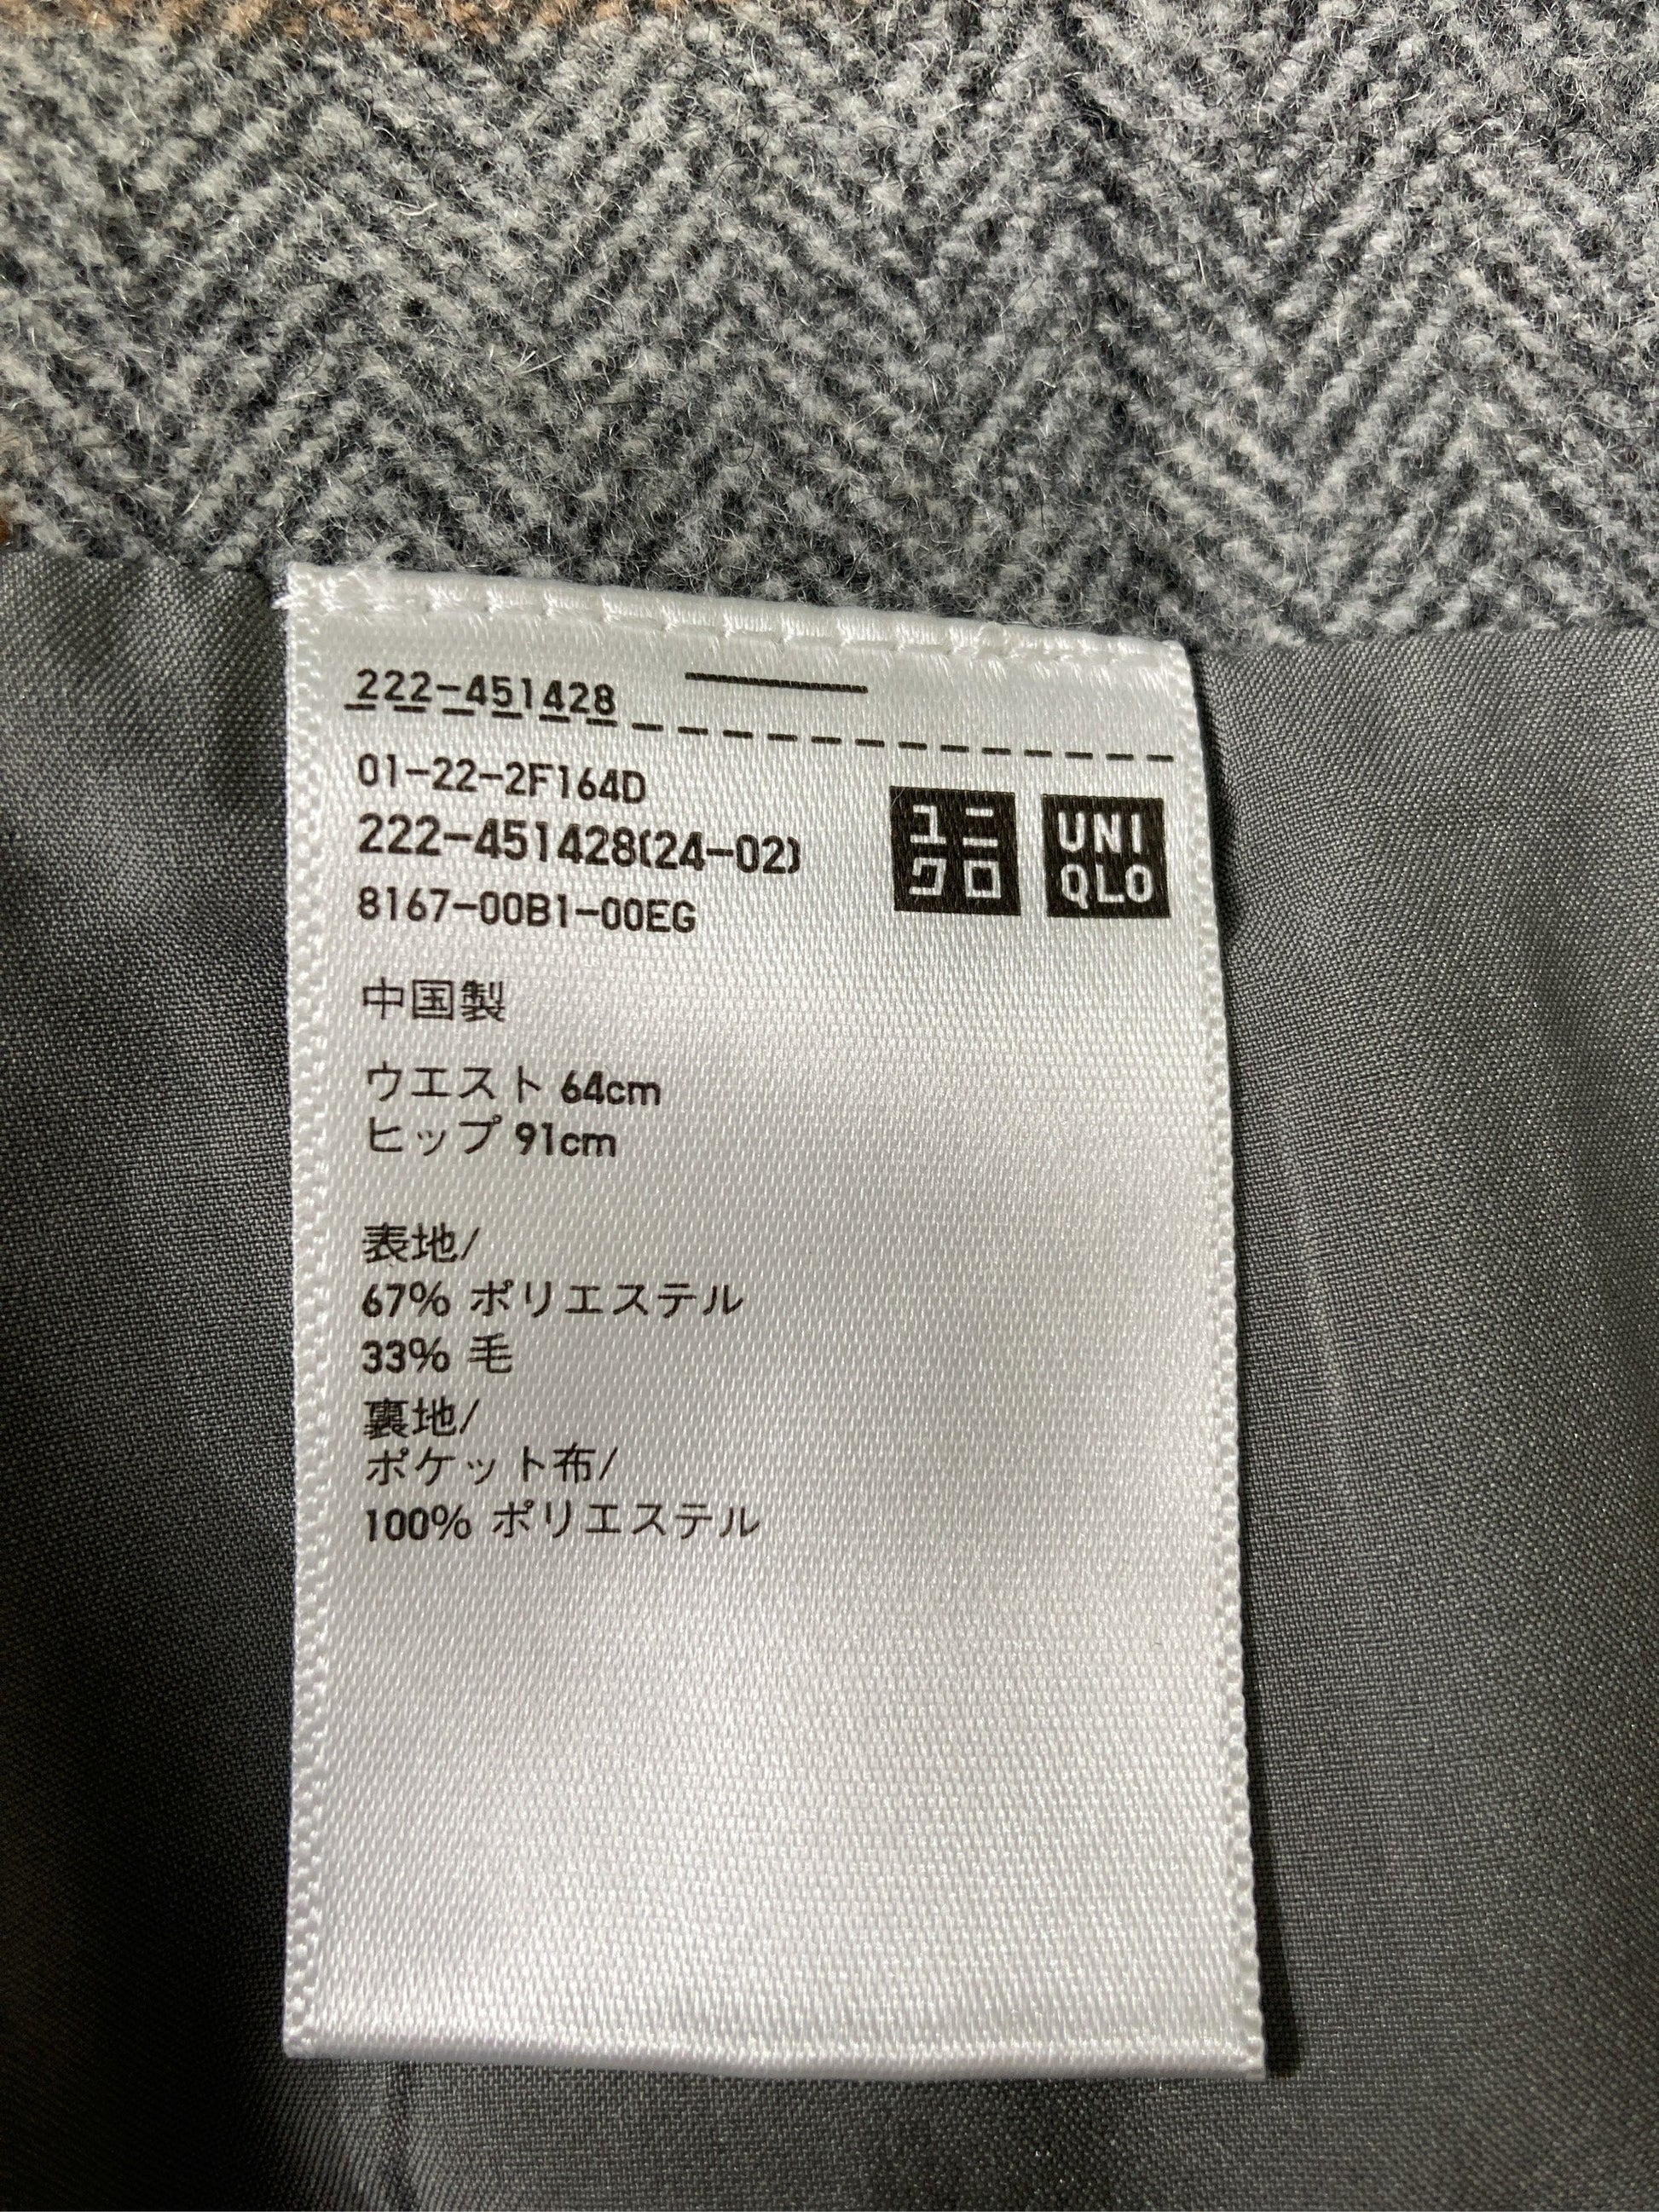 222-451428
01-22-2F164D
222-451428(24-02)
8167-00B1-00EG
ユニ
クロ
UNI
QLO
中国製
ウエスト 64cm
ヒップ 91cm
表地/
67% ポリエステル
33% 毛
裏地/
ポケット布/
100% ポリエステル